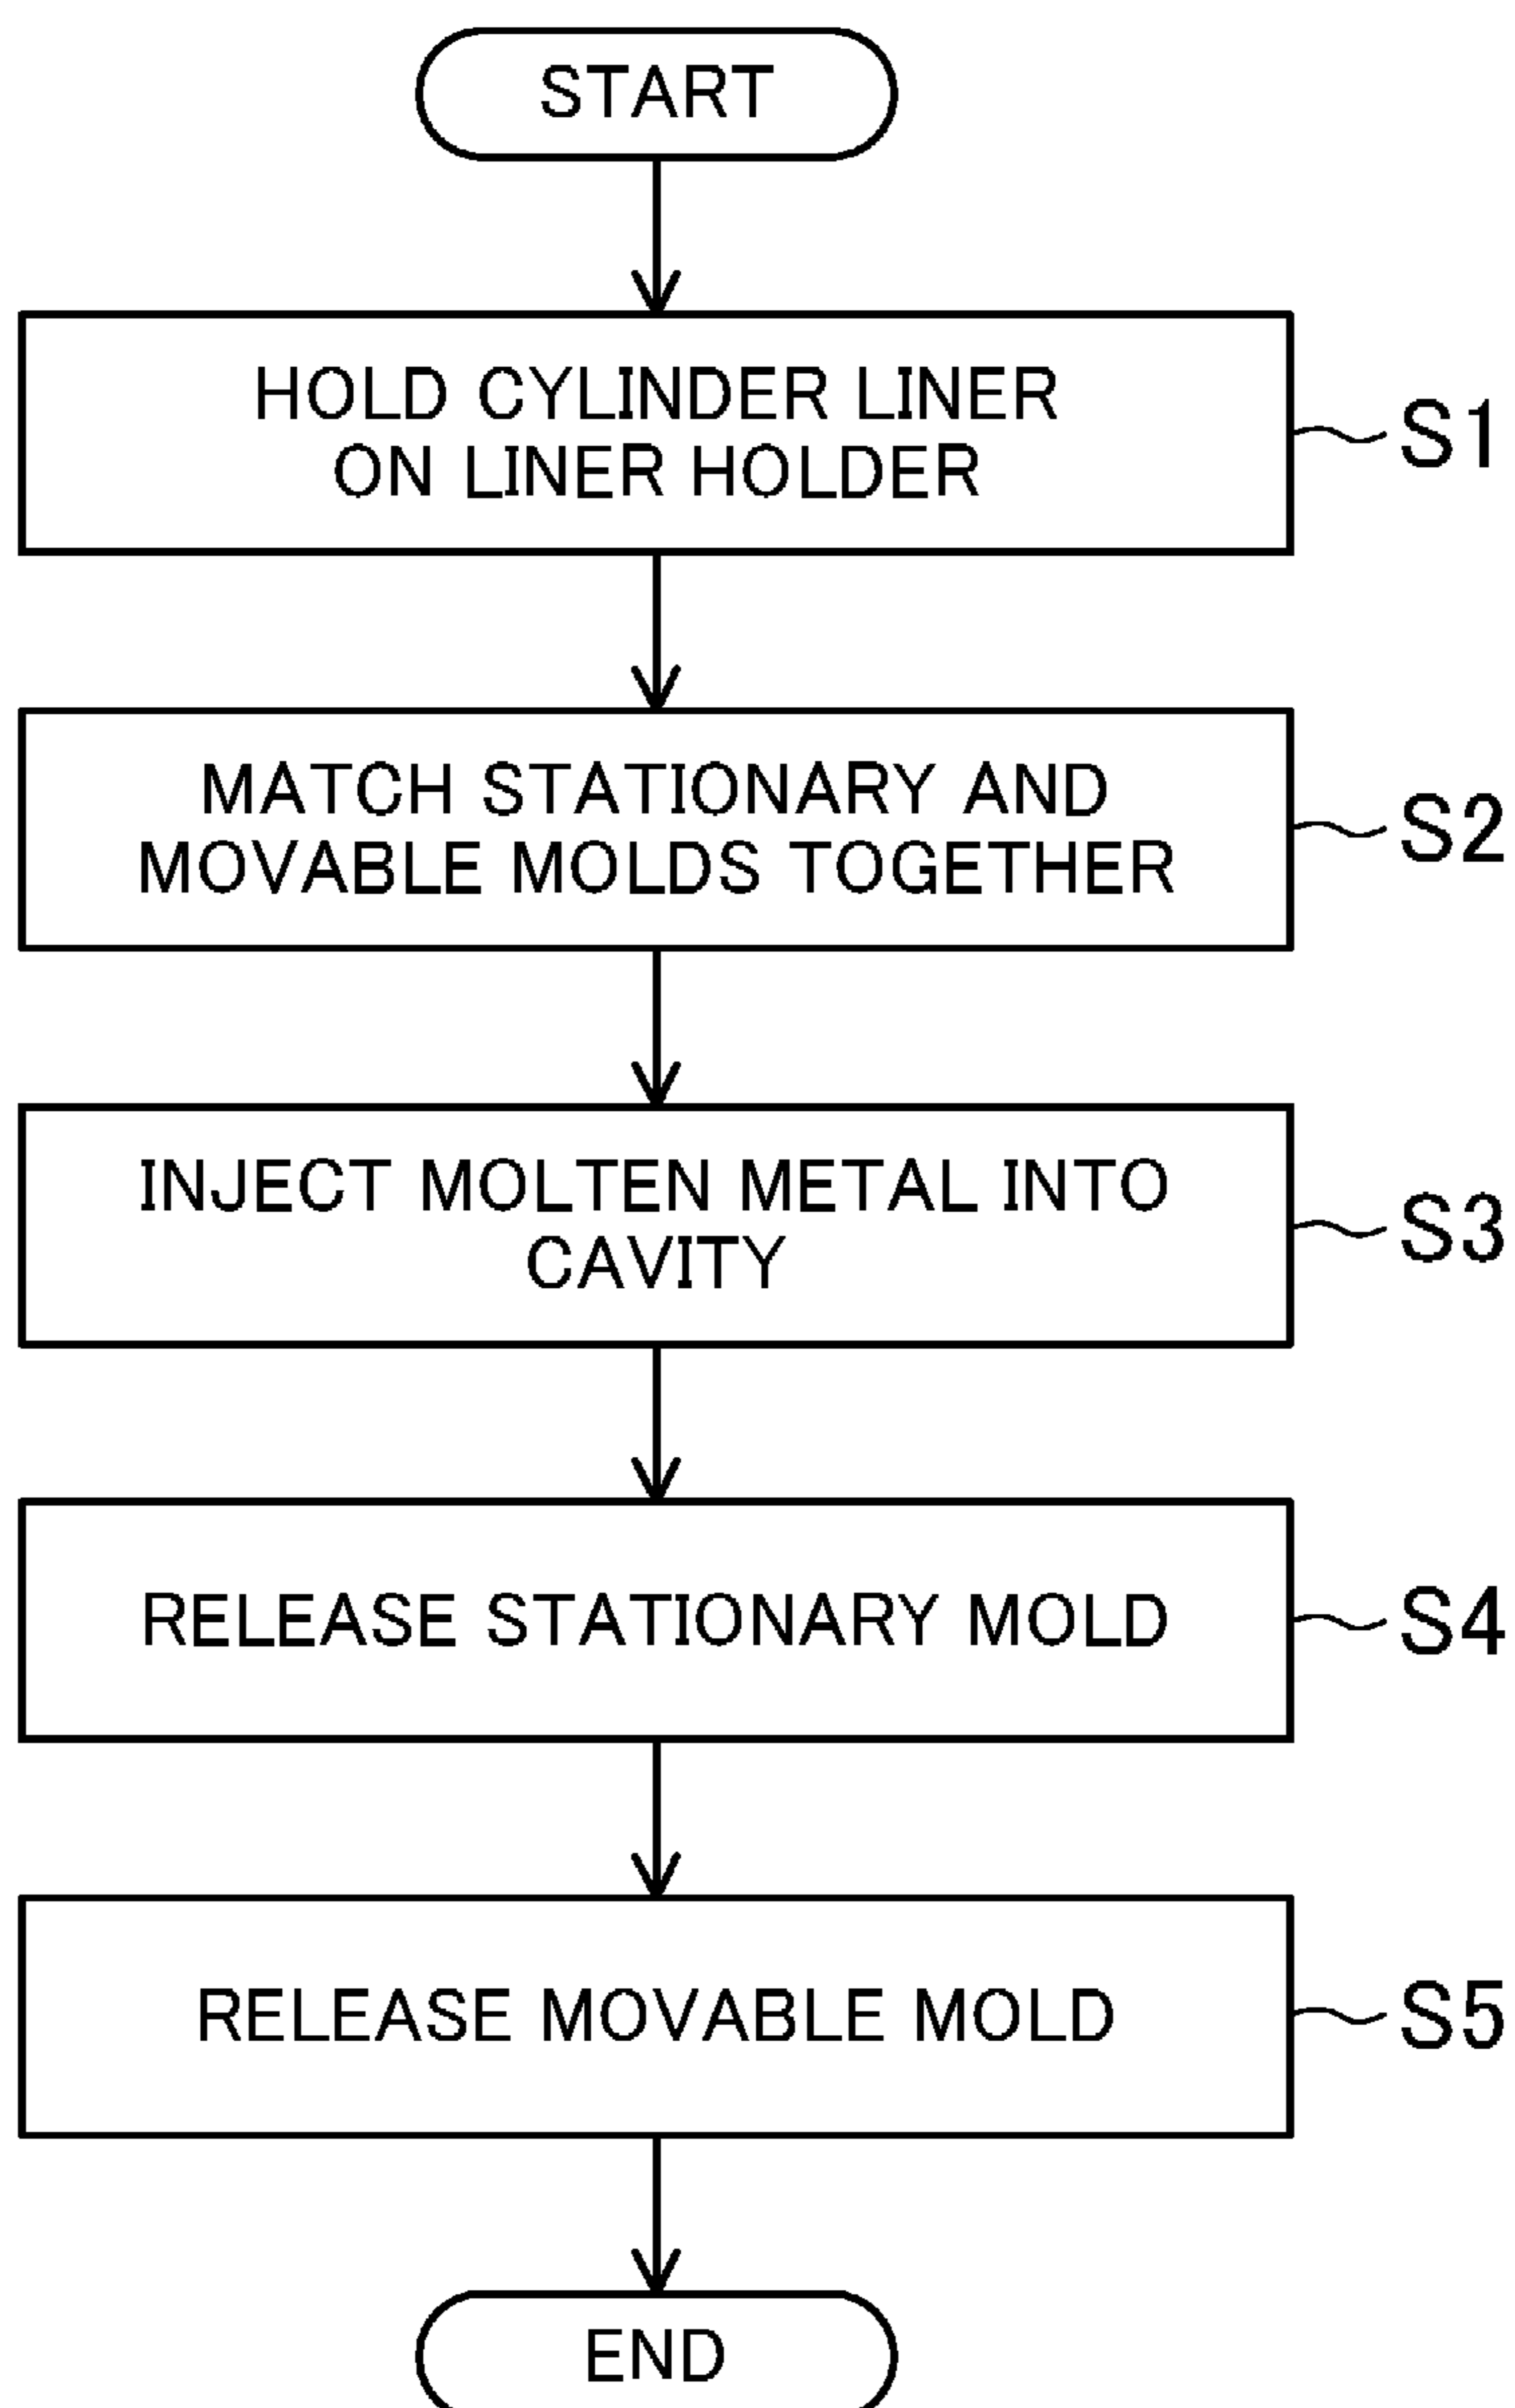 START
HOLD CYLINDER LINER
ON LINER HOLDER
S1
MATCH STATIONARY AND
MOVABLE MOLDS TOGETHER
S2
INJECT MOLTEN METAL INTO
CAVITY
S3
RELEASE STATIONARY MOLD
S4
RELEASE MOVABLE MOLD
S5
END